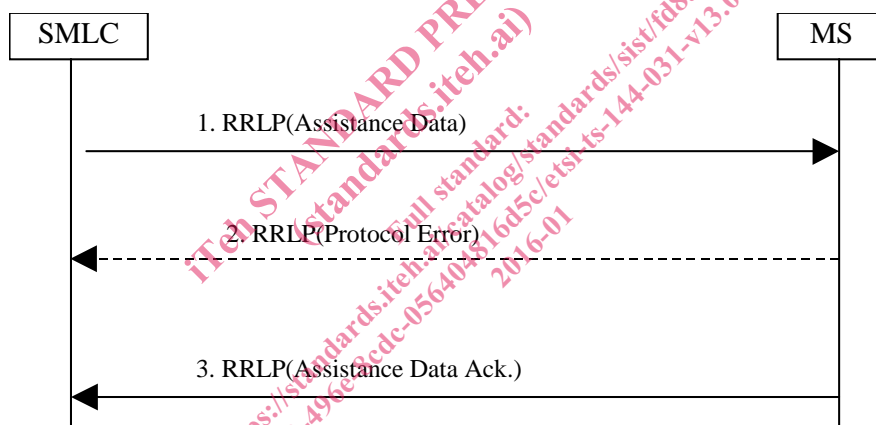 SMLC
MS
1. RRLP(Assistance Data)
2. RRLP(Protocol Error)
3. RRLP(Assistance Data Ack.)
iTeh STANDARD PRE
(standards.iteh.ai)
Full standard:
2016-01